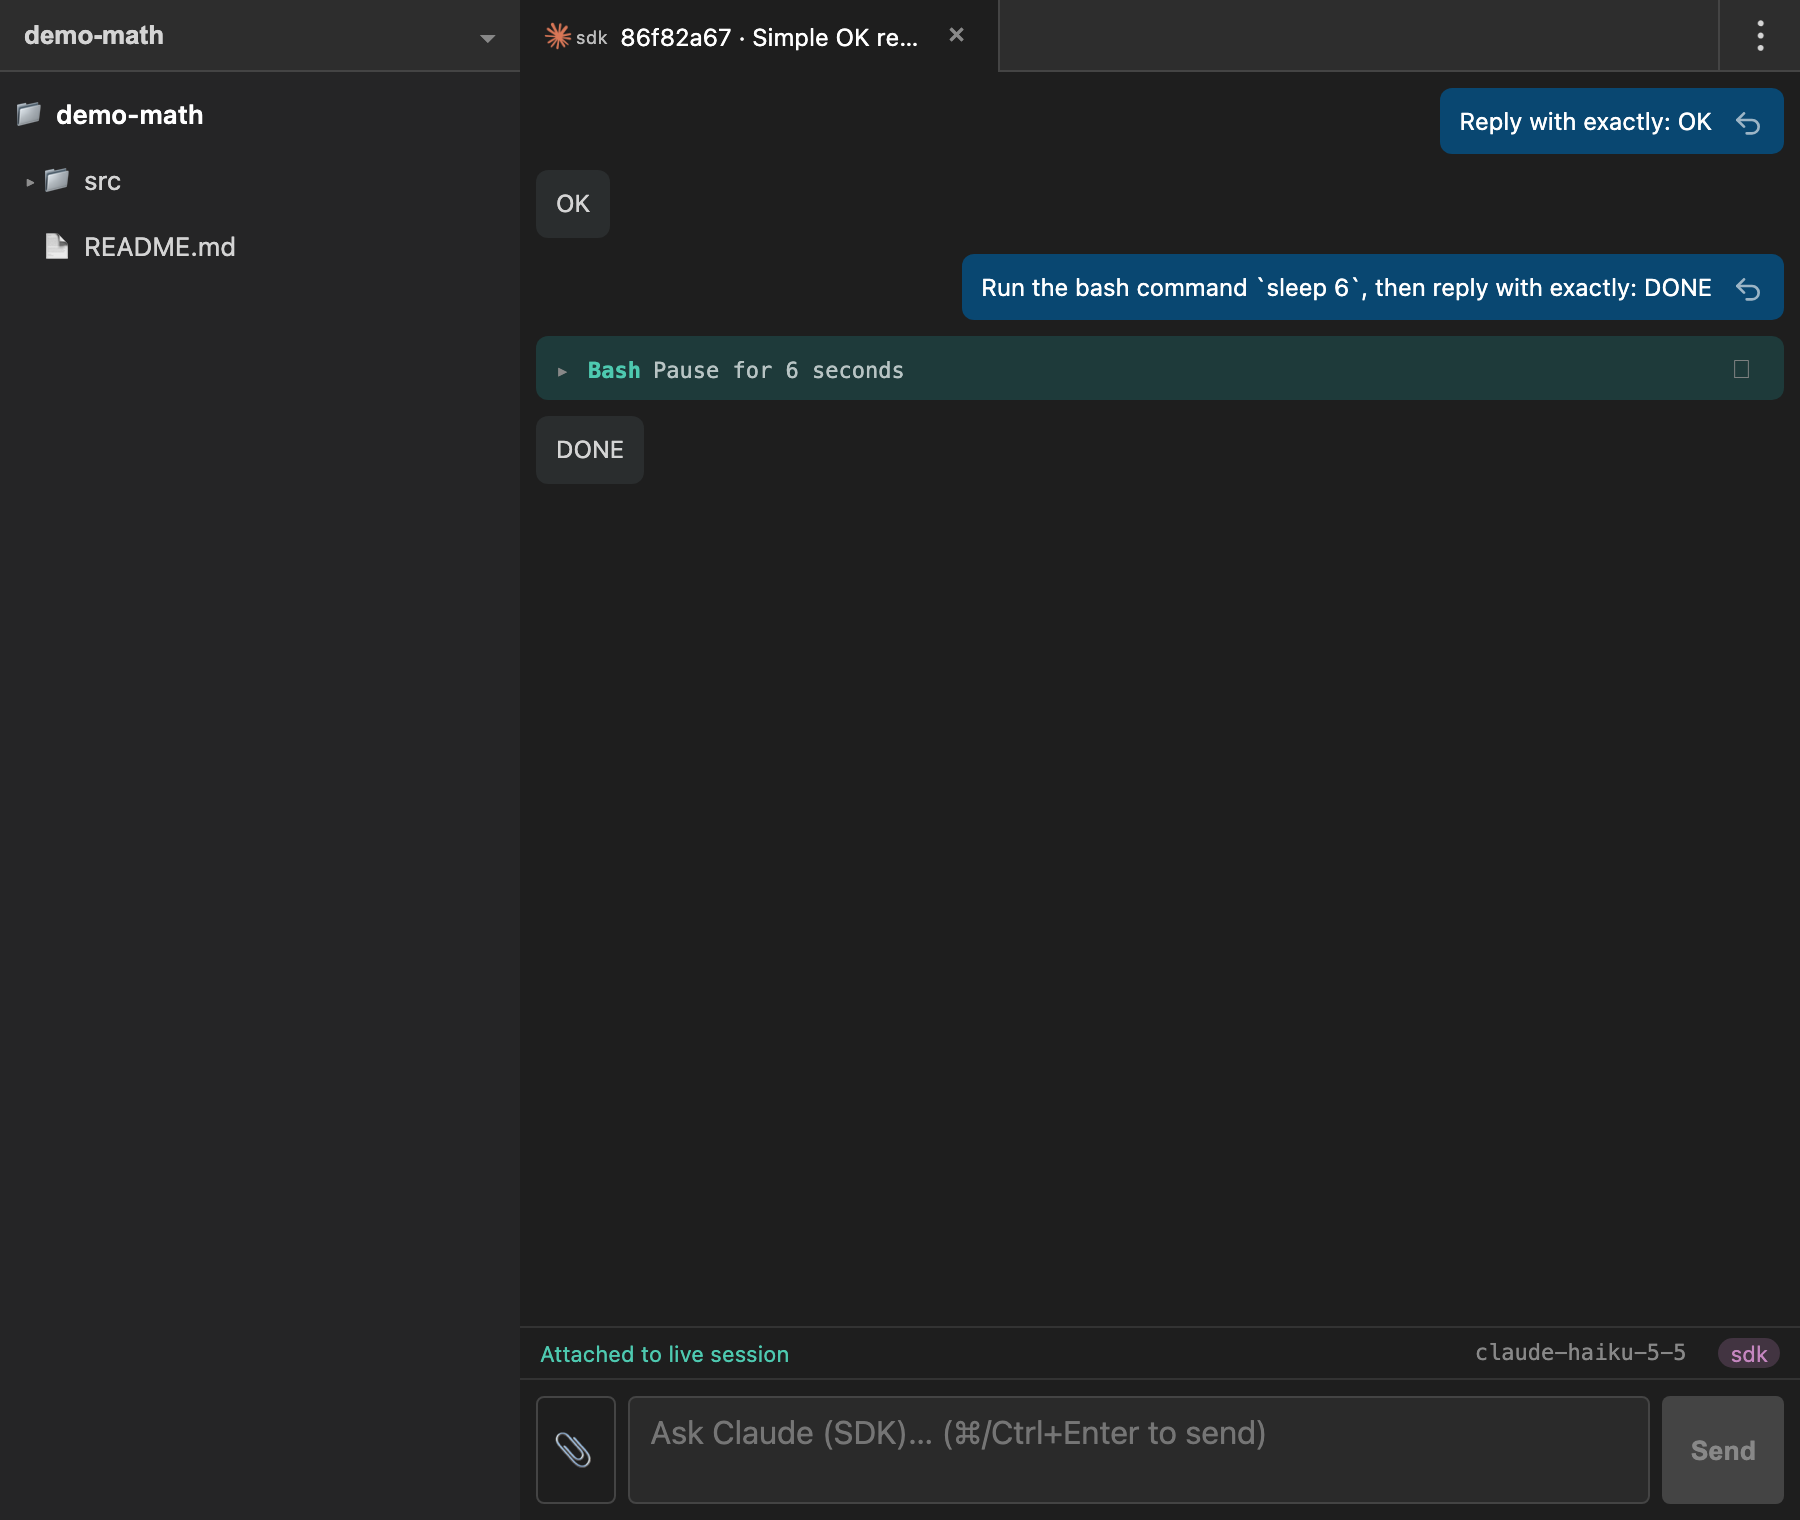 demo-math
sdk 86f82a67 · Simple OK re...
demo-math
src
README.md
Reply with exactly: OK
OK
Run the bash command `sleep 6`, then reply with exactly: DONE
Bash Pause for 6 seconds
DONE
Attached to live session
claude-haiku-5-5
sdk
Ask Claude (SDK)... (⌘/Ctrl+Enter to send)
Send